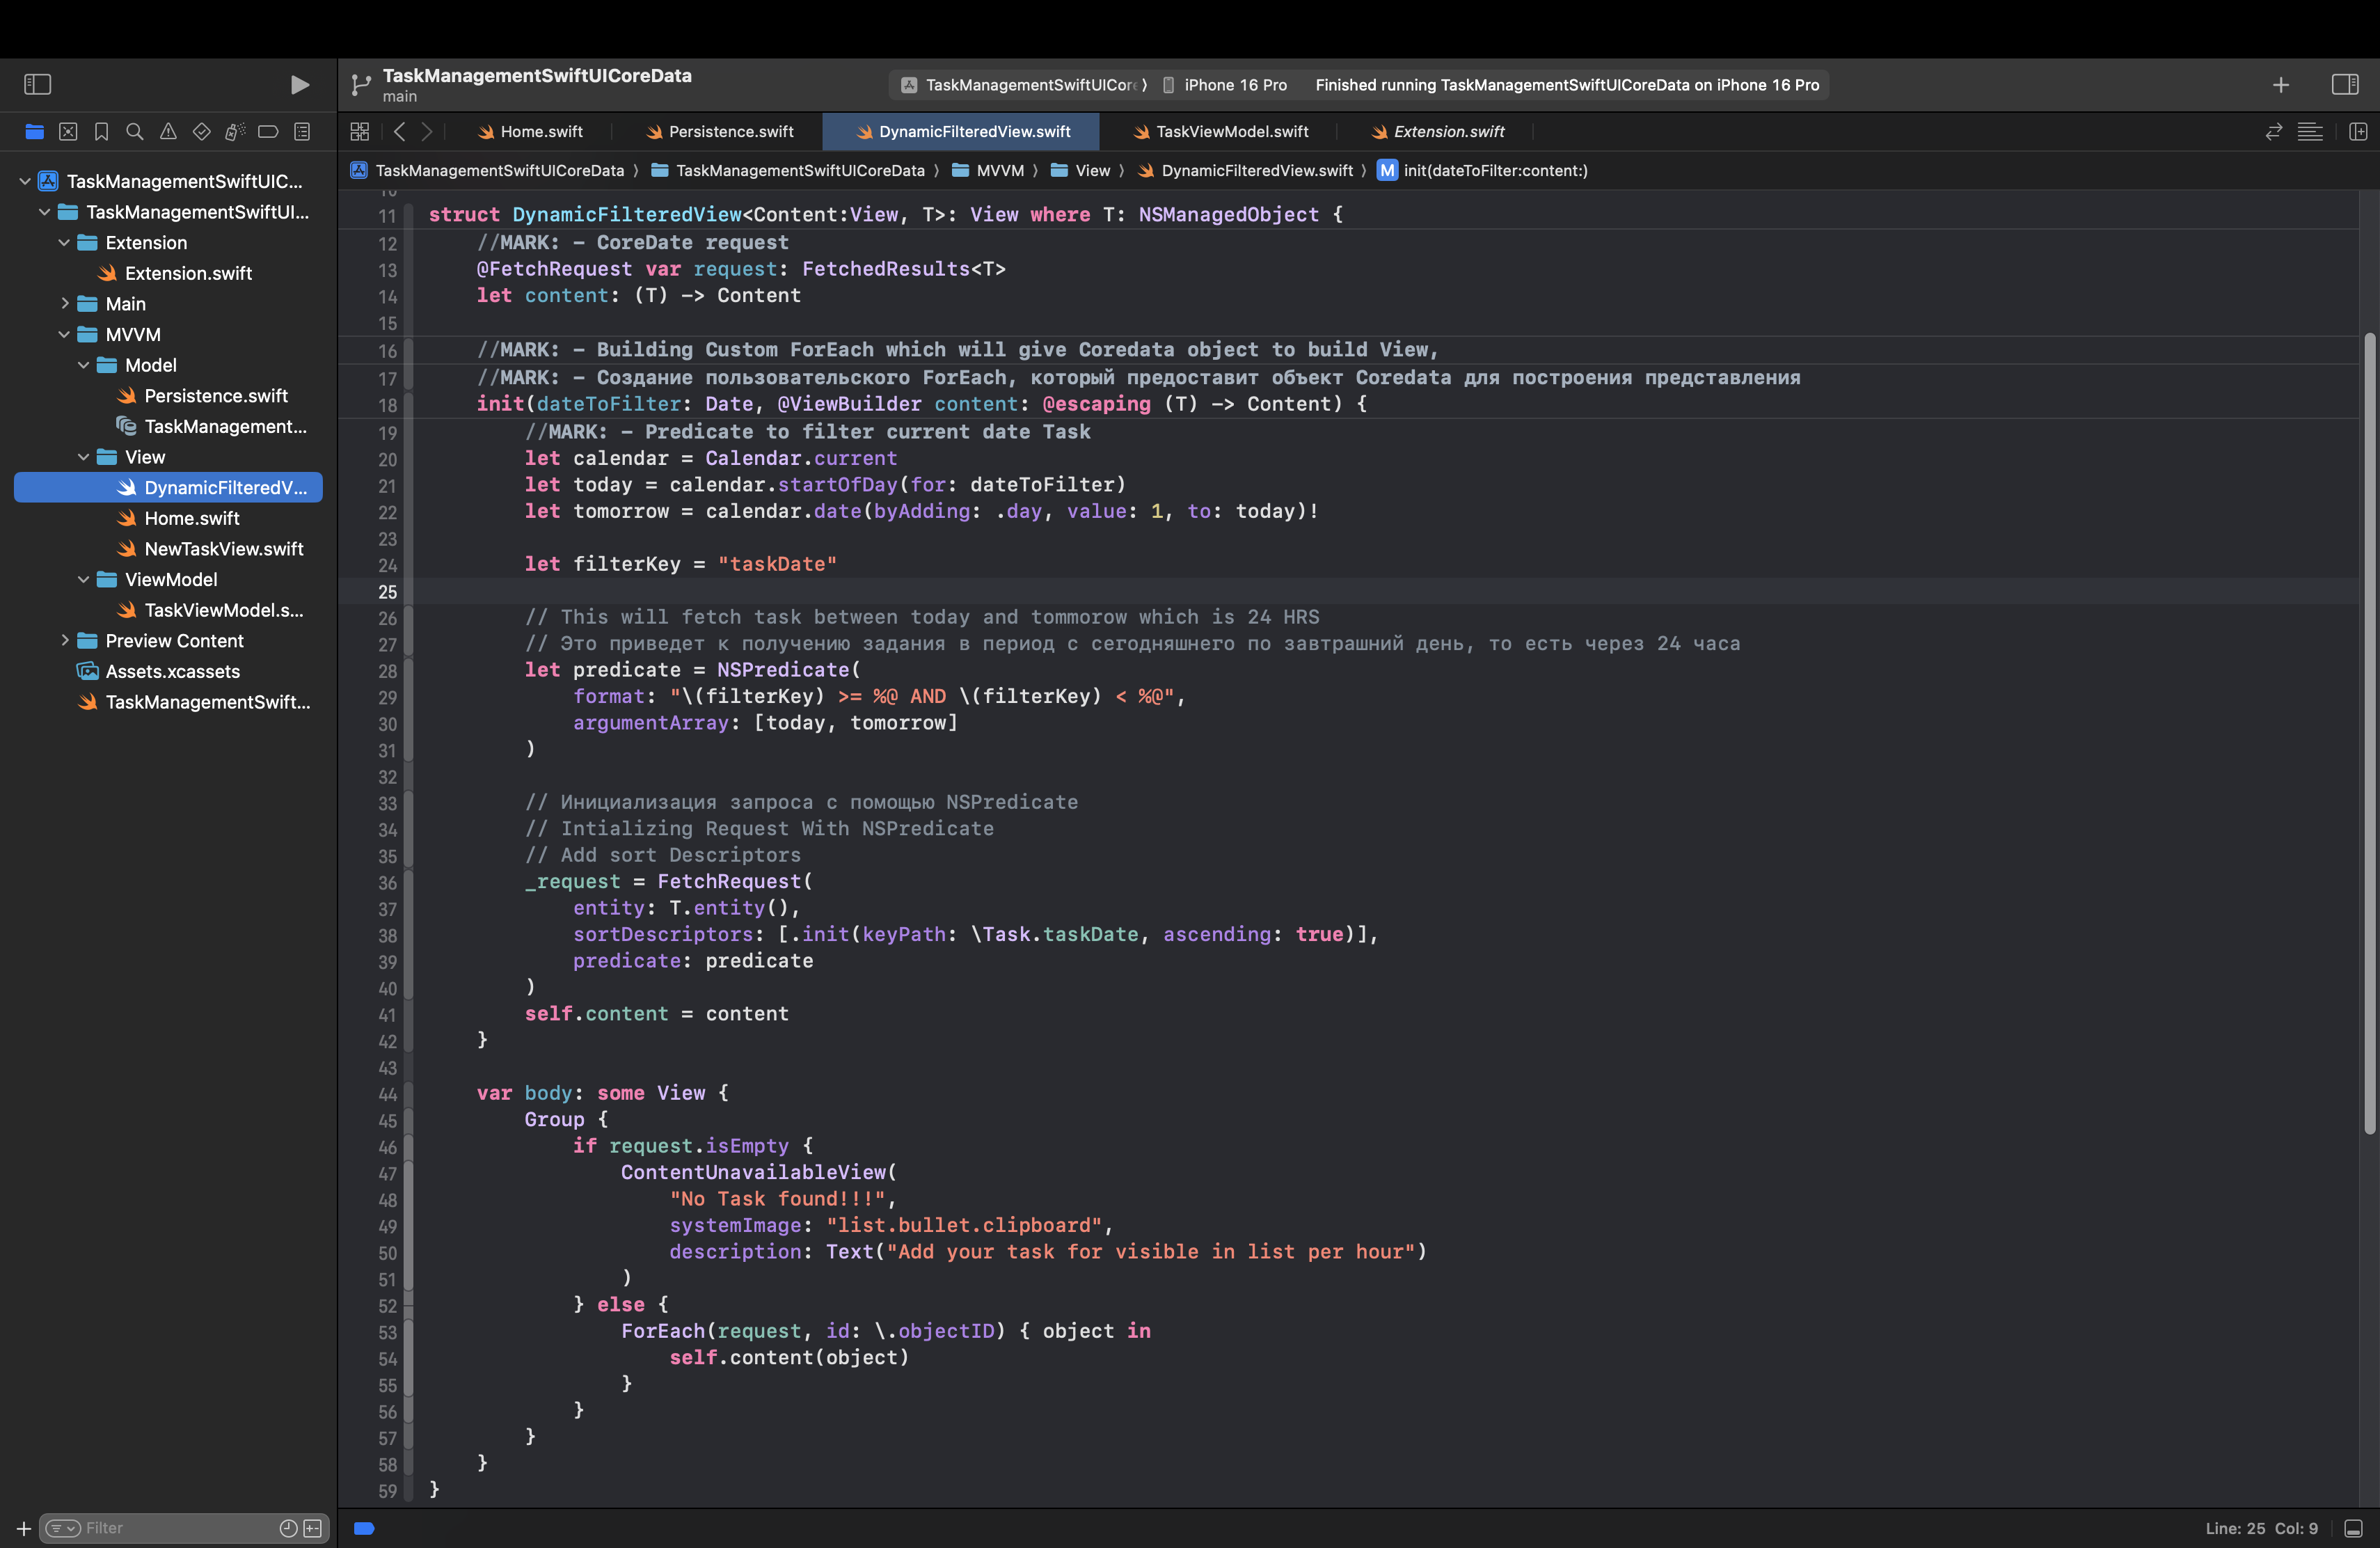 TaskManagementSwiftUICoreData
main
TaskManagementSwiftUICor
iPhone 16 Pro
Finished running TaskManagementSwiftUICoreData on iPhone 16 Pro
Home.swift
Persistence.swift
DynamicFilteredView.swift
TaskViewModel.swift
Extension.swift
TaskManagementSwiftUICoreData
TaskManagementSwiftUICoreData
MVVM
View
DynamicFilteredView.swift
M
init(dateToFilter:content:)
TaskManagementSwiftUIC...
TaskManagementSwiftUI...
Extension
Extension.swift
Main
MVVM
Model
Persistence.swift
TaskManagement...
View
DynamicFilteredV...
Home.swift
NewTaskView.swift
ViewModel
TaskViewModel.s...
Preview Content
Assets.xcassets
TaskManagementSwift...
Filter
10
11 struct DynamicFilteredView<Content:View, T>: View where T: NSManagedObject {
12 //MARK: - CoreDate request
13 @FetchRequest var request: FetchedResults<T>
14 let content: (T) -> Content
15
16 //MARK: - Building Custom ForEach which will give Coredata object to build View,
17 //MARK: - Создание пользовательского ForEach, который предоставит объект Coredata для построения представления
18 init(dateToFilter: Date, @ViewBuilder content: @escaping (T) -> Content) {
19 //MARK: - Predicate to filter current date Task
20 let calendar = Calendar.current
21 let today = calendar.startOfDay(for: dateToFilter)
22 let tomorrow = calendar.date(byAdding: .day, value: 1, to: today)!
23
24 let filterKey = "taskDate"
25
26 // This will fetch task between today and tommorow which is 24 HRS
27 // Это приведет к получению задания в период с сегодняшнего по завтрашний день, то есть через 24 часа
28 let predicate = NSPredicate(
29 format: "\(filterKey) >= %@ AND \(filterKey) < %@",
30 argumentArray: [today, tomorrow]
31 )
32
33 // Инициализация запроса с помощью NSPredicate
34 // Intializing Request With NSPredicate
35 // Add sort Descriptors
36 _request = FetchRequest(
37 entity: T.entity(),
38 sortDescriptors: [.init(keyPath: \Task.taskDate, ascending: true)],
39 predicate: predicate
40 )
41 self.content = content
42 }
43
44 var body: some View {
45 Group {
46 if request.isEmpty {
47 ContentUnavailableView(
48 "No Task found!!!",
49 systemImage: "list.bullet.clipboard",
50 description: Text("Add your task for visible in list per hour")
51 )
52 } else {
53 ForEach(request, id: \.objectID) { object in
54 self.content(object)
55 }
56 }
57 }
58 }
59 }
Line: 25 Col: 9